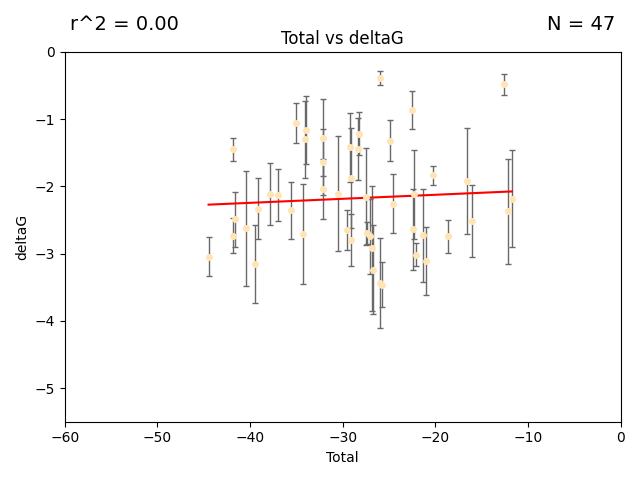 r^2 = 0.00
N = 47
Total vs deltaG
0
−1
−2
−3
−4
−5
deltaG
−60
−50
−40
−30
−20
−10
0
Total